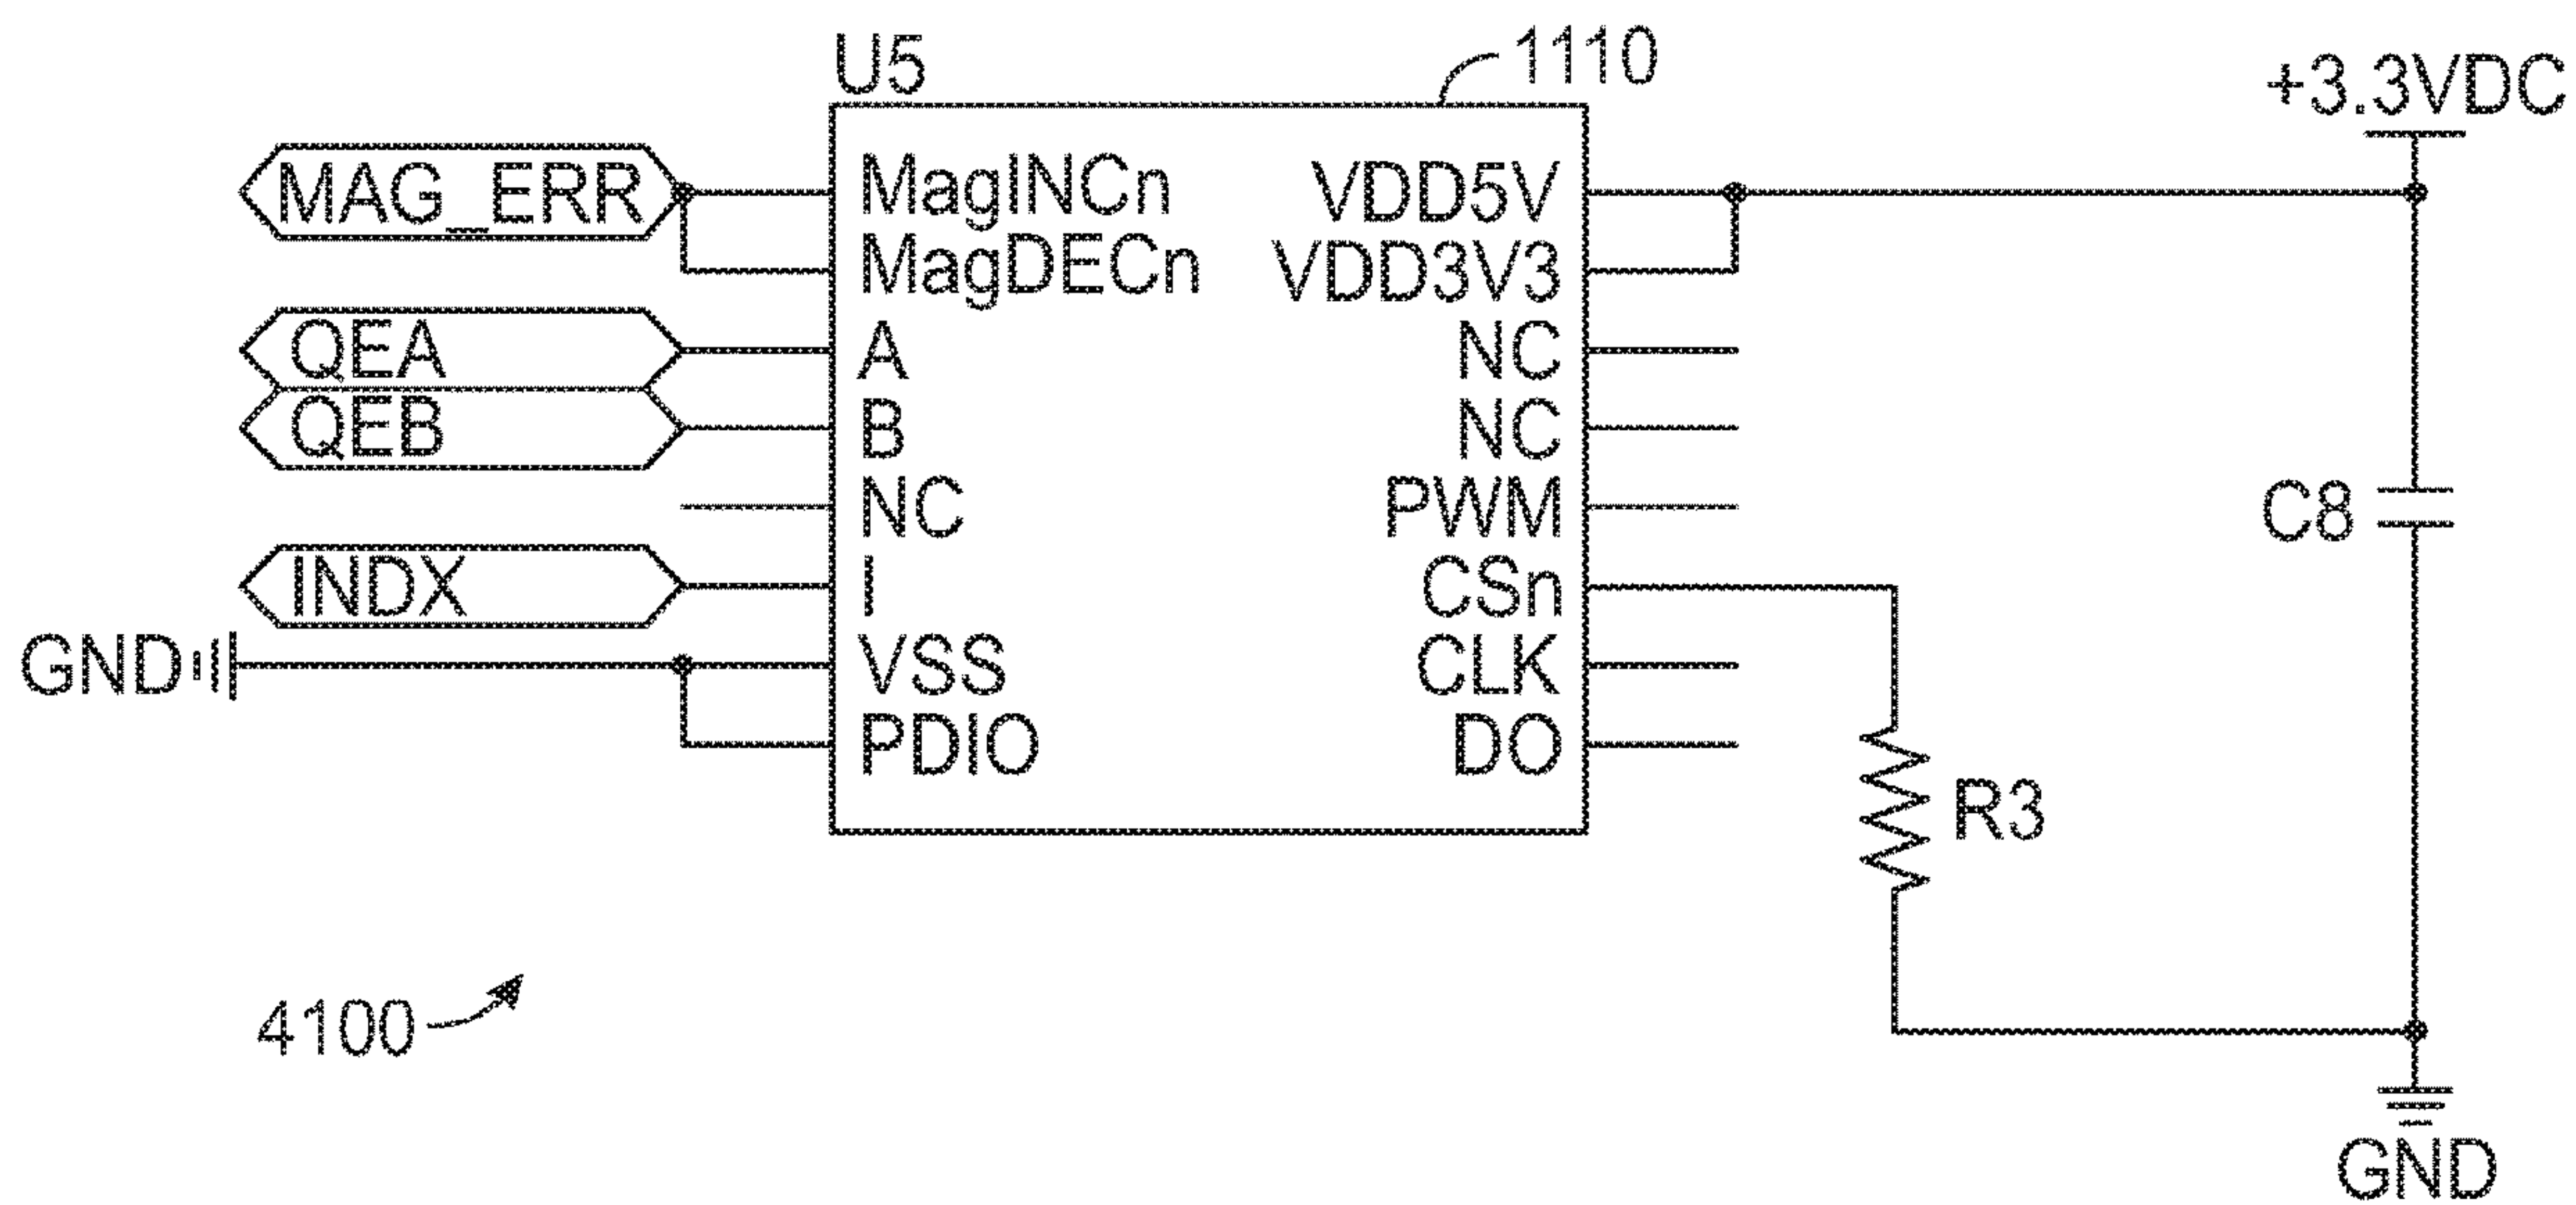 U5
1110
+3.3VDC
MAG_ERR
MagINCn
VDD5V
MagDECn
VDD3V3
QEA
A
NC
QEB
B
NC
NC
PWM
C8
INDX
I
CSn
GND
VSS
CLK
PDIO
DO
R3
4100
GND